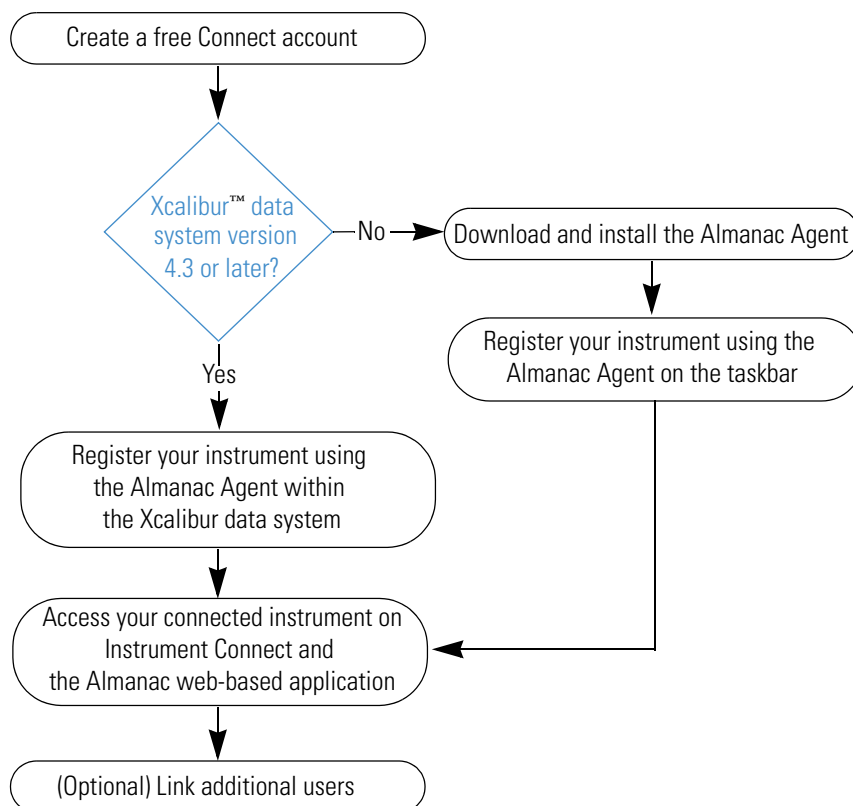 Create a free Connect account
Xcalibur™ data
system version
4.3 or later?
No
Download and install the Almanac Agent
Register your instrument using the
Almanac Agent on the taskbar
Yes
Register your instrument using
the Almanac Agent within
the Xcalibur data system
Access your connected instrument on
Instrument Connect and
the Almanac web-based application
(Optional) Link additional users